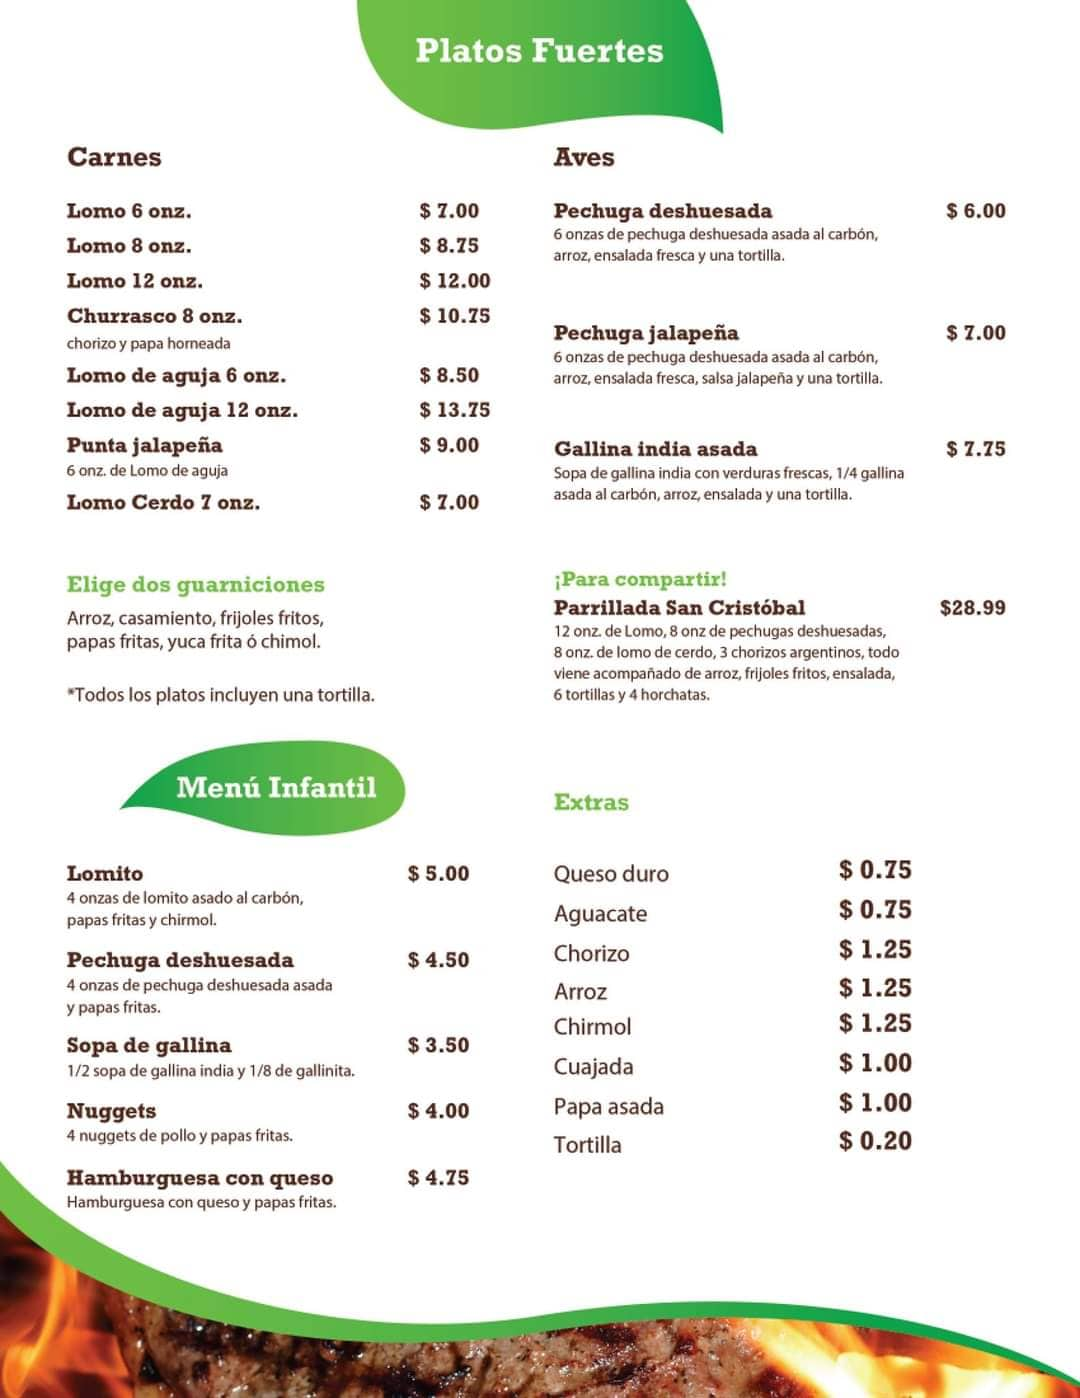 Platos Fuertes
Carnes
Lomo 6 onz. $ 7.00
Lomo 8 onz. $ 8.75
Lomo 12 onz. $ 12.00
Churrasco 8 onz. $ 10.75
chorizo y papa horneada
Lomo de aguja 6 onz. $ 8.50
Lomo de aguja 12 onz. $ 13.75
Punta jalapeña $ 9.00
6 onz. de Lomo de aguja
Lomo Cerdo 7 onz. $ 7.00
Elige dos guarniciones
Arroz, casamiento, frijoles fritos,
papas fritas, yuca frita ó chimol.
*Todos los platos incluyen una tortilla.
Aves
Pechuga deshuesada $ 6.00
6 onzas de pechuga deshuesada asada al carbón,
arroz, ensalada fresca y una tortilla.
Pechuga jalapeña $ 7.00
6 onzas de pechuga deshuesada asada al carbón,
arroz, ensalada fresca, salsa jalapeña y una tortilla.
Gallina india asada $ 7.75
Sopa de gallina india con verduras frescas, 1/4 gallina
asada al carbón, arroz, ensalada y una tortilla.
¡Para compartir!
Parrillada San Cristóbal $28.99
12 onz. de Lomo, 8 onz de pechugas deshuesadas,
8 onz. de lomo de cerdo, 3 chorizos argentinos, todo
viene acompañado de arroz, frijoles fritos, ensalada,
6 tortillas y 4 horchatas.
Menú Infantil
Lomito $ 5.00
4 onzas de lomito asado al carbón,
papas fritas y chirmol.
Pechuga deshuesada $ 4.50
4 onzas de pechuga deshuesada asada
y papas fritas.
Sopa de gallina $ 3.50
1/2 sopa de gallina india y 1/8 de gallinita.
Nuggets $ 4.00
4 nuggets de pollo y papas fritas.
Hamburguesa con queso $ 4.75
Hamburguesa con queso y papas fritas.
Extras
Queso duro $ 0.75
Aguacate $ 0.75
Chorizo $ 1.25
Arroz $ 1.25
Chirmol $ 1.25
Cuajada $ 1.00
Papa asada $ 1.00
Tortilla $ 0.20